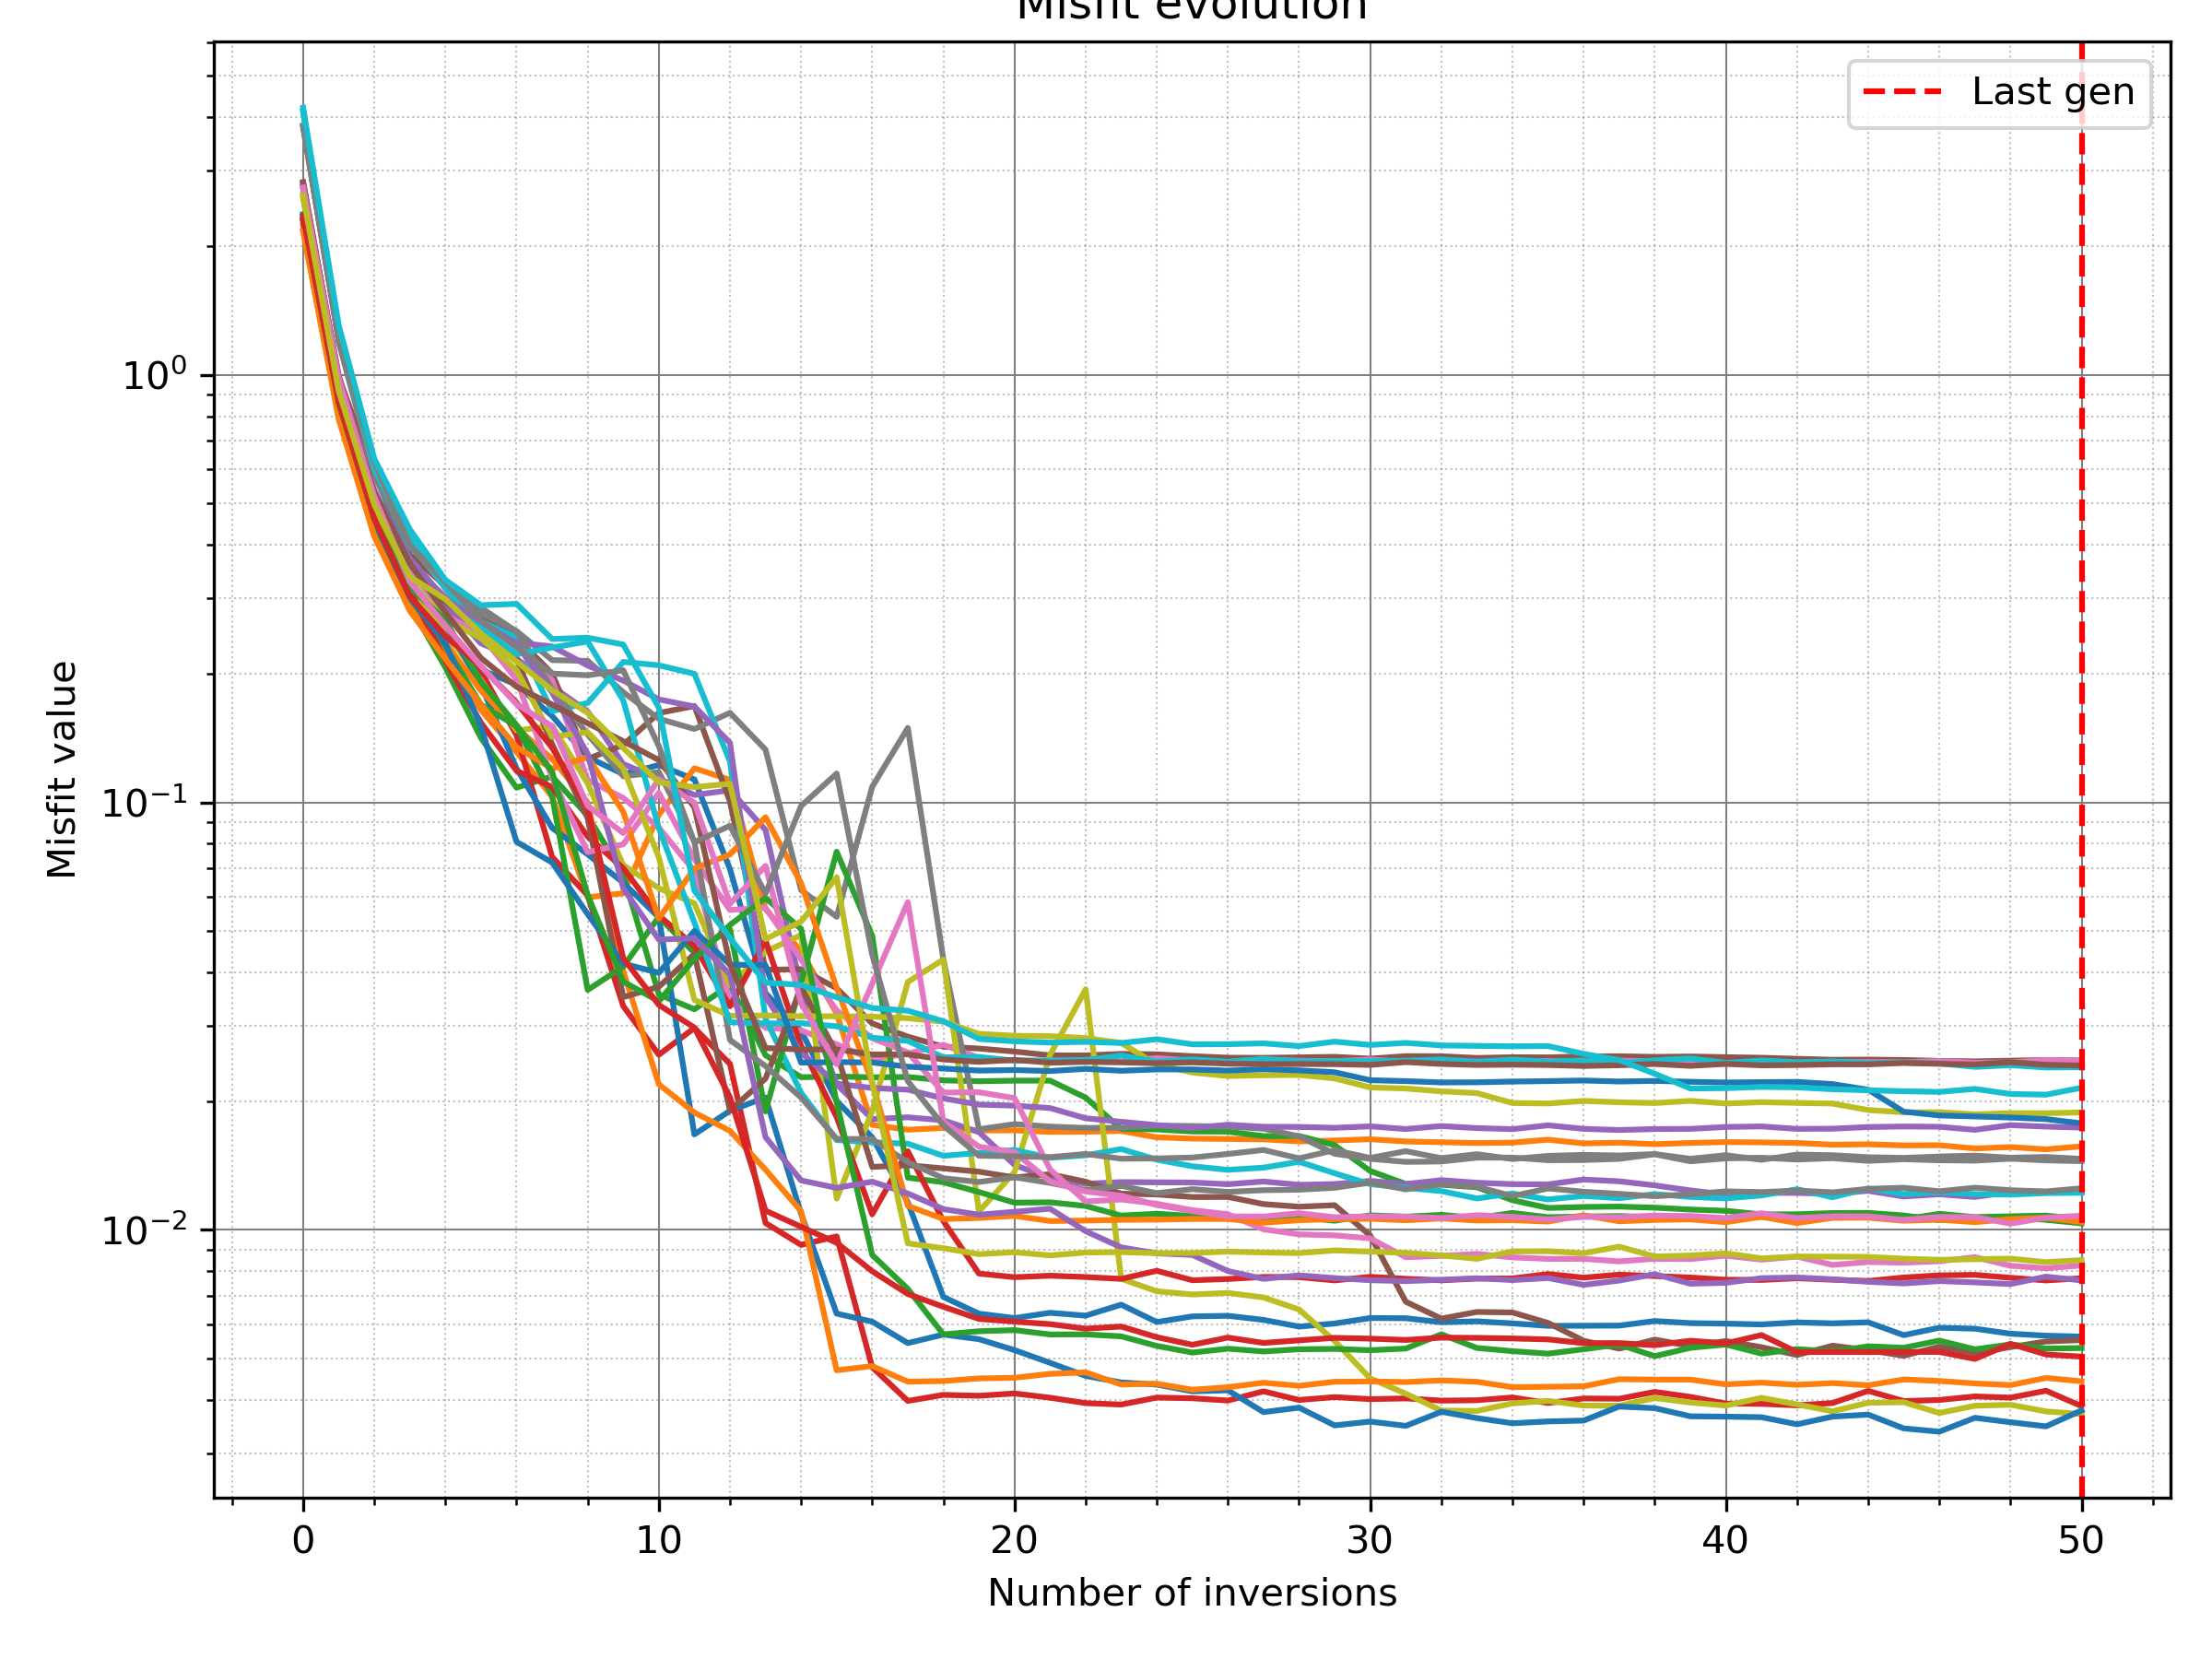 Misfit evolution
Last gen
10⁰
10⁻¹
10⁻²
Misfit value
0 10 20 30 40 50
Number of inversions